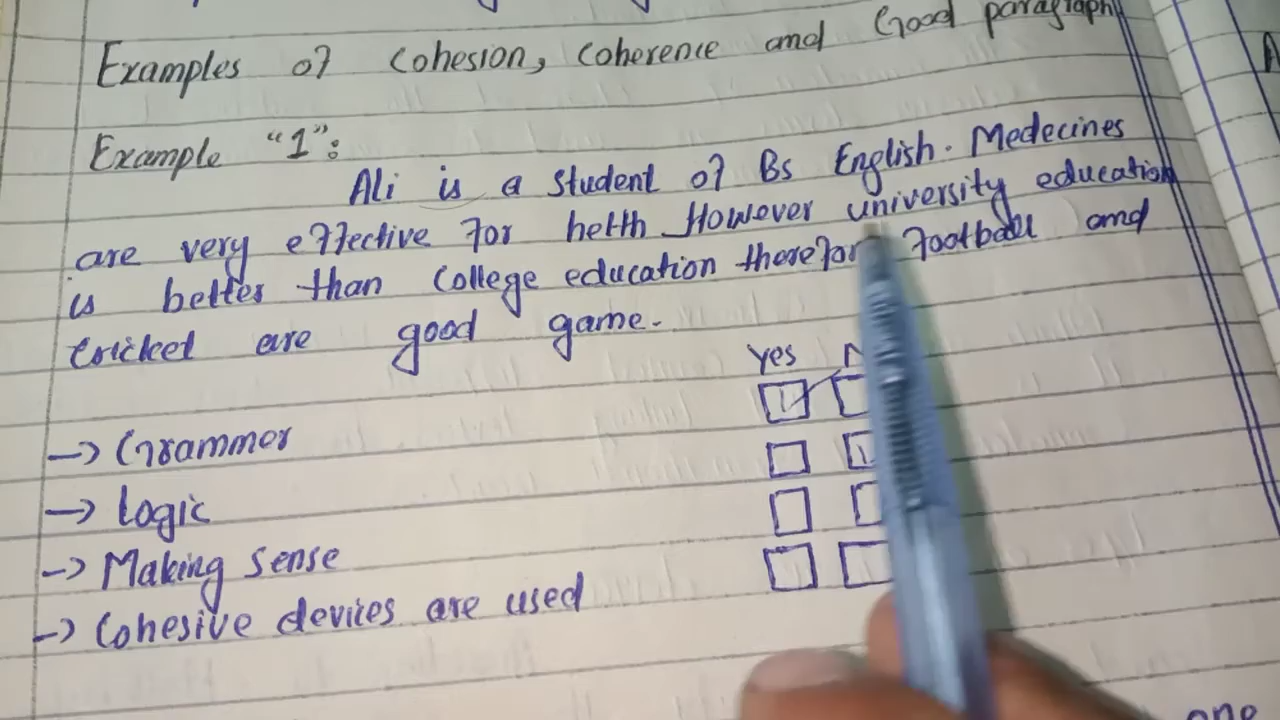 Examples of Cohesion, Coherence and Good paragraph
Example "1":
Ali is a student of Bs English. Medecines
are very effective for helth However university education
is better than College education therefor football and
cricket are good game.
Yes
→ Grammer
→ Logic
→ Making sense
→ Cohesive devices are used
one